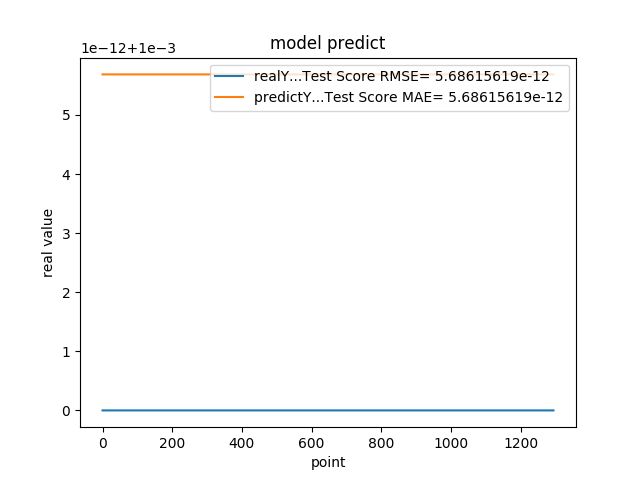 model predict
1e−12+1e−3
realY...Test Score RMSE= 5.68615619e-12
predictY...Test Score MAE= 5.68615619e-12
5
4
3
2
1
0
real value
0 200 400 600 800 1000 1200
point